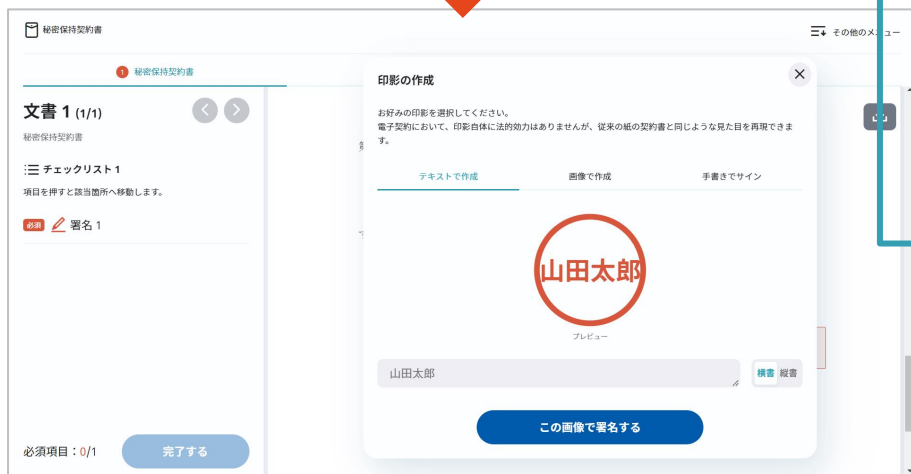 秘密保持契約書
その他のメニュー
1 秘密保持契約書
文書 1 (1/1)
秘密保持契約書
チェックリスト 1
項目を押すと該当箇所へ移動します。
必須 署名 1
必須項目：0/1
完了する
印影の作成
お好みの印影を選択してください。
電子契約において、印影自体に法的効力はありませんが、従来の紙の契約書と同じような見た目を再現できま
す。
テキストで作成 画像で作成 手書きでサイン
山田太郎
プレビュー
山田太郎
横書 縦書
この画像で署名する